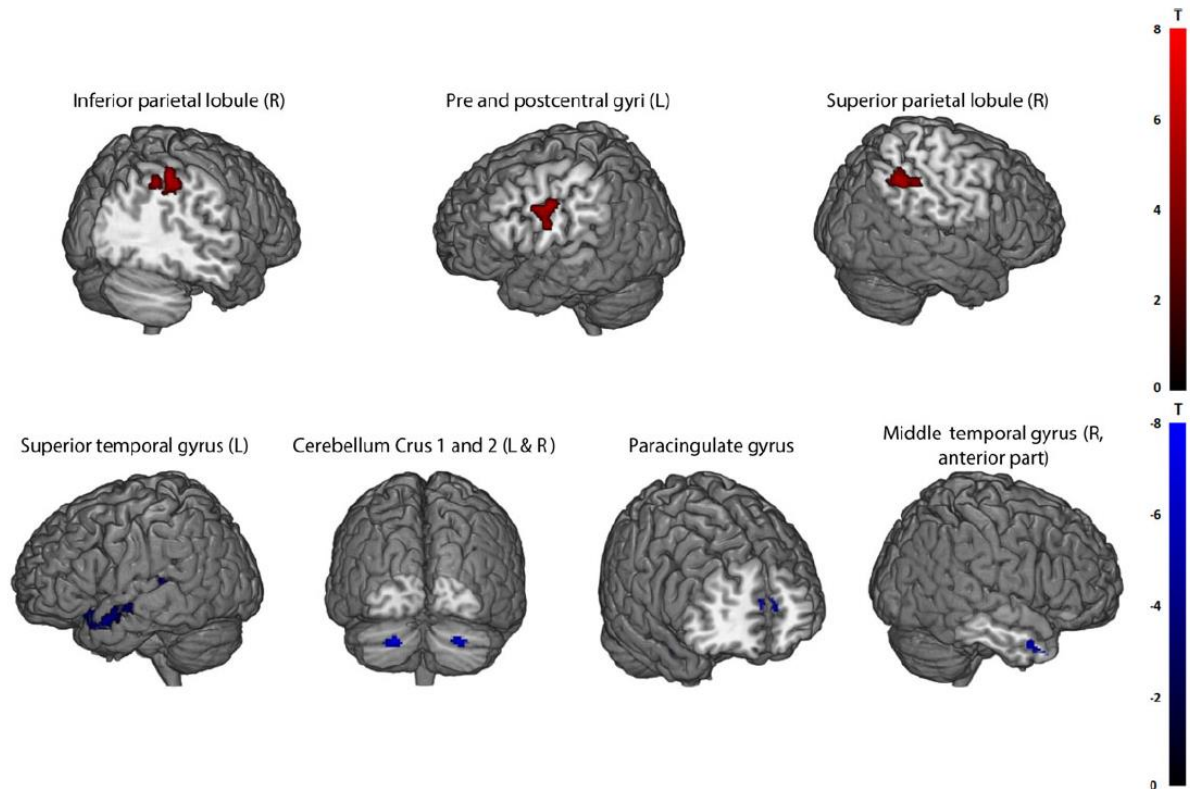 T
8
Inferior parietal lobule (R)
Pre and postcentral gyri (L)
Superior parietal lobule (R)
6
4
2
0
T
-8
Superior temporal gyrus (L)
Cerebellum Crus 1 and 2 (L & R)
Paracingulate gyrus
Middle temporal gyrus (R,
anterior part)
-6
-4
-2
0